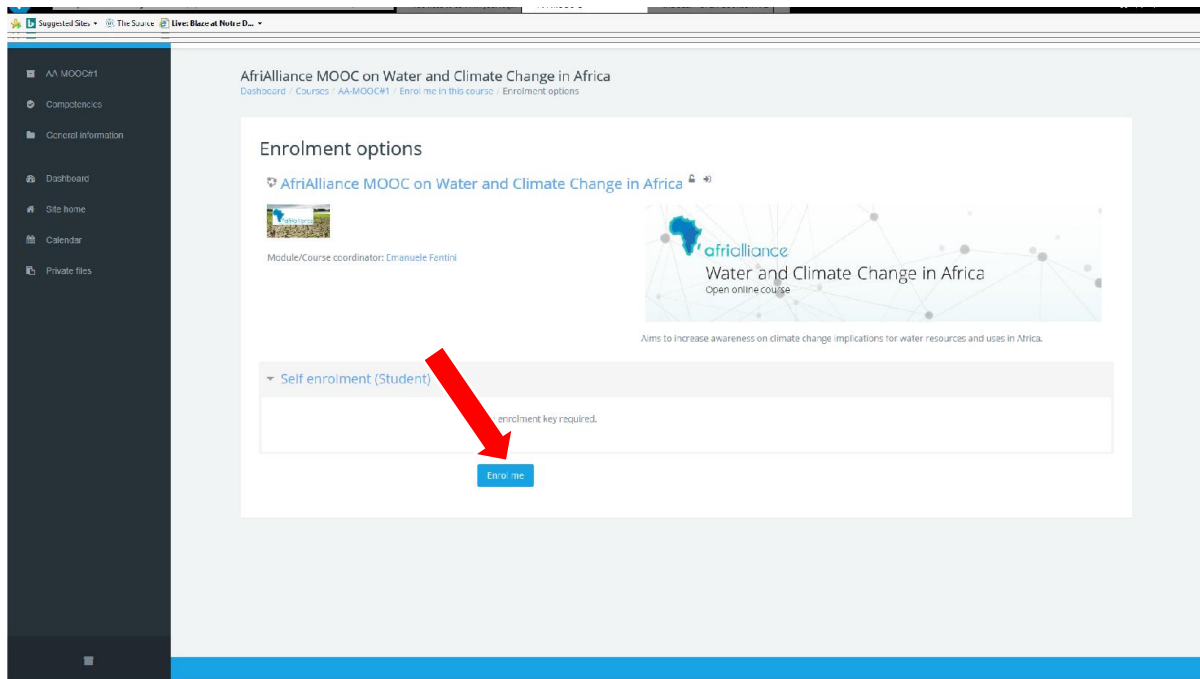 Suggested Sites
The Source
Live: Blaze at Notre D...
AA-MOOC#1
Competencies
General information
Dashboard
Site home
Calendar
Private files
AfriAlliance MOOC on Water and Climate Change in Africa
Dashboard / Courses / AA-MOOC#1 / Enrol me in this course / Enrolment options
Enrolment options
AfriAlliance MOOC on Water and Climate Change in Africa
afrialliance
Module/Course coordinator: Emanuele Fantini
afrialliance
Water and Climate Change in Africa
Open online course
Aims to increase awareness on climate change implications for water resources and uses in Africa.
Self enrolment (Student)
enrolment key required.
Enrol me